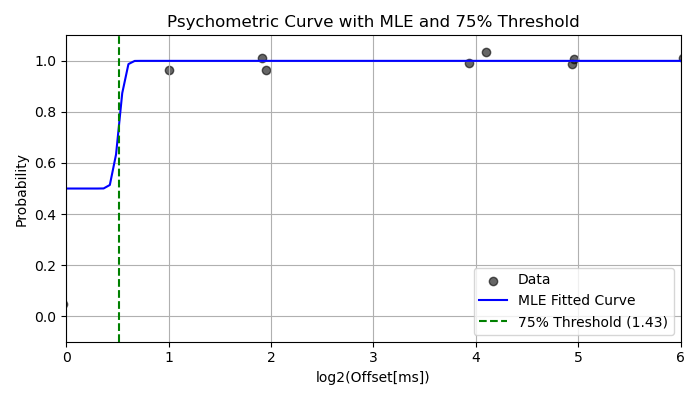 Psychometric Curve with MLE and 75% Threshold
Probability
1.0
0.8
0.6
0.4
0.2
0.0
0 1 2 3 4 5 6
log2(Offset[ms])
Data
MLE Fitted Curve
75% Threshold (1.43)